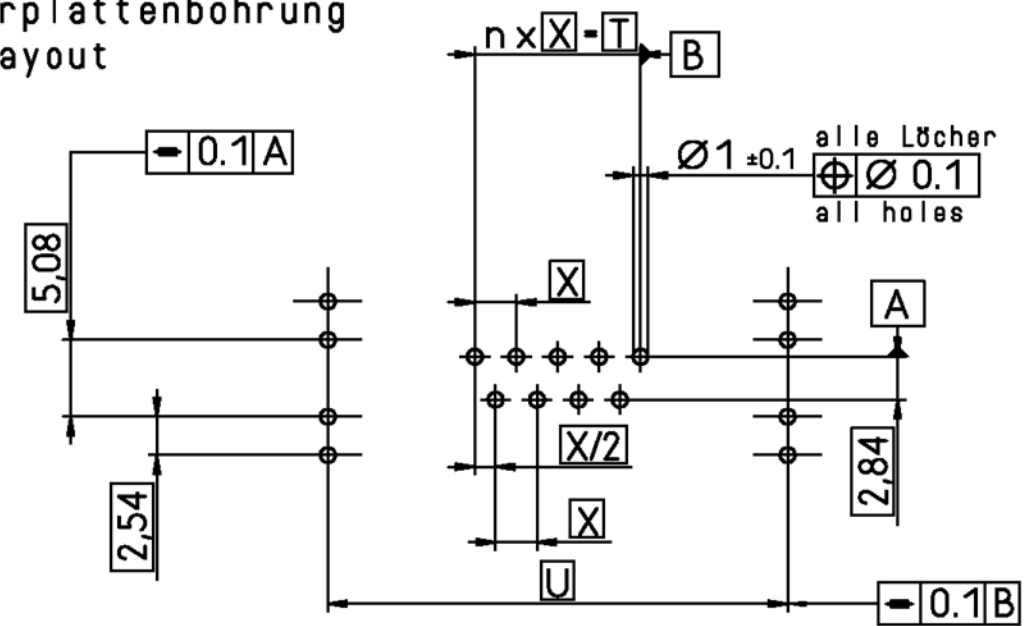 rplattenbohrung
ayout
n x X = T
B
0.1 A
Ø1 ±0.1
alle Löcher
Ø 0.1
all holes
5,08
X
A
X/2
2,84
2,54
X
U
0.1 B